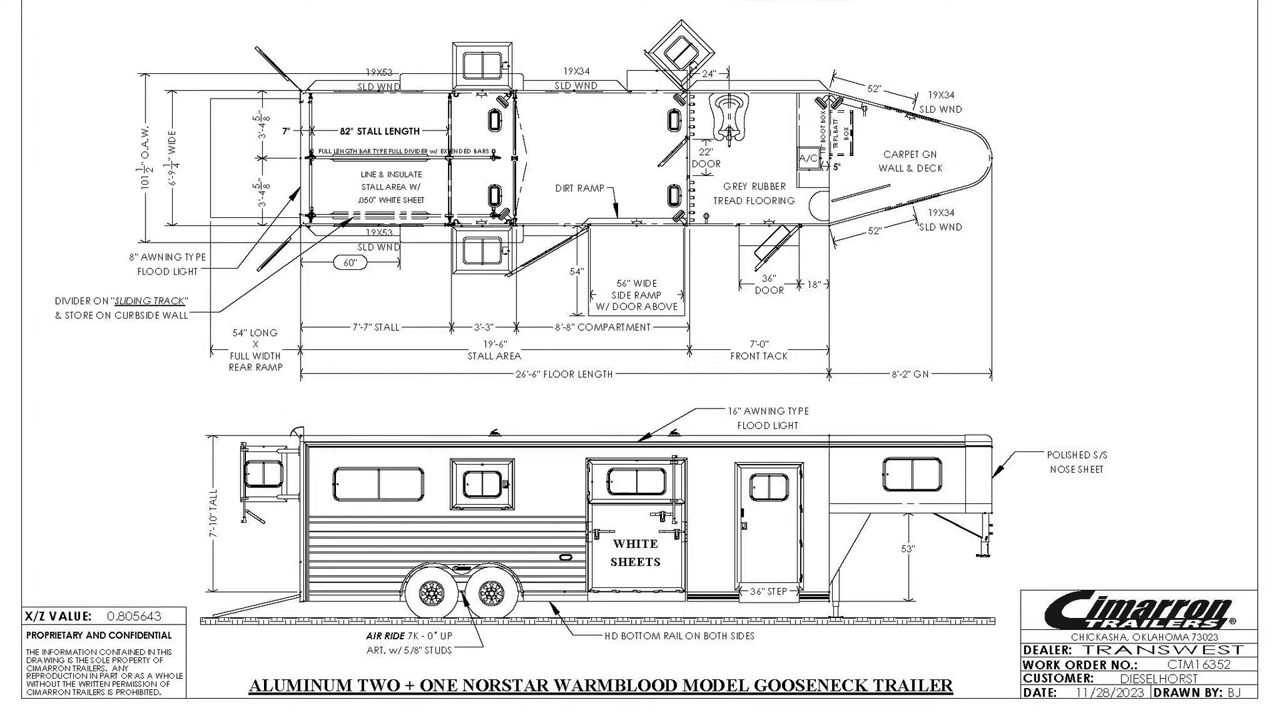 19X53
SLD WND
19X34
SLD WND
24"
52"
19X34
SLD WND
101 1/2" O.A.W.
6'-9 1/4" WIDE
3'-4 5/8"
3'-4 5/8"
7"
82" STALL LENGTH
FULL LENGTH BAR TYPE FULL DIVIDER w/ EXTENDED BARS
LINE & INSULATE
STALL AREA W/
.050" WHITE SHEET
22"
DOOR
DIRT RAMP
GREY RUBBER
TREAD FLOORING
A/C
18" BOOT BOX
TRPL BATT
BOX
5"
CARPET GN
WALL & DECK
19X34
SLD WND
52"
19X53
SLD WND
60"
8" AWNING TYPE
FLOOD LIGHT
DIVIDER ON "SLIDING TRACK"
& STORE ON CURBSIDE WALL
54"
56" WIDE
SIDE RAMP
W/ DOOR ABOVE
36"
DOOR
18"
54" LONG
X
FULL WIDTH
REAR RAMP
7'-7" STALL
3'-3"
8'-8" COMPARTMENT
19'-6"
STALL AREA
7'-0"
FRONT TACK
26'-6" FLOOR LENGTH
8'-2" GN
16" AWNING TYPE
FLOOD LIGHT
POLISHED S/S
NOSE SHEET
7'-10" TALL
WHITE
SHEETS
53"
36" STEP
AIR RIDE 7K - 0° UP
ART. w/ 5/8" STUDS
HD BOTTOM RAIL ON BOTH SIDES
X/Z VALUE: 0.805643
PROPRIETARY AND CONFIDENTIAL
THE INFORMATION CONTAINED IN THIS
DRAWING IS THE SOLE PROPERTY OF
CIMARRON TRAILERS. ANY
REPRODUCTION IN PART OR AS A WHOLE
WITHOUT THE WRITTEN PERMISSION OF
CIMARRON TRAILERS IS PROHIBITED.
ALUMINUM TWO + ONE NORSTAR WARMBLOOD MODEL GOOSENECK TRAILER
Cimarron
TRAILERS®
CHICKASHA, OKLAHOMA 73023
DEALER: TRANSWEST
WORK ORDER NO.: CTM16352
CUSTOMER: DIESELHORST
DATE: 11/28/2023 DRAWN BY: BJ